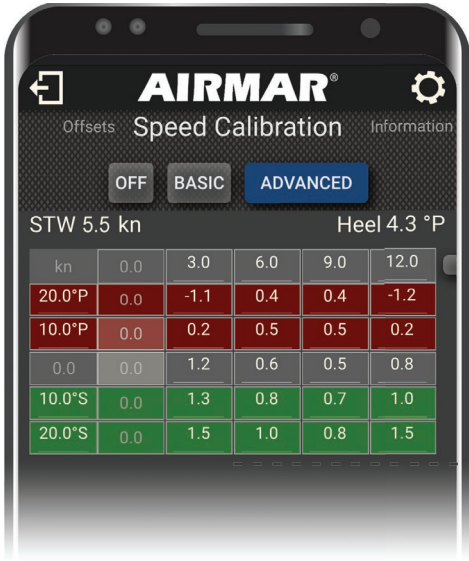 AIRMAR®
Offsets Speed Calibration Information
OFF BASIC ADVANCED
STW 5.5 kn Heel 4.3 °P
kn 0.0 3.0 6.0 9.0 12.0
20.0°P 0.0 -1.1 0.4 0.4 -1.2
10.0°P 0.0 0.2 0.5 0.5 0.2
0.0 0.0 1.2 0.6 0.5 0.8
10.0°S 0.0 1.3 0.8 0.7 1.0
20.0°S 0.0 1.5 1.0 0.8 1.5